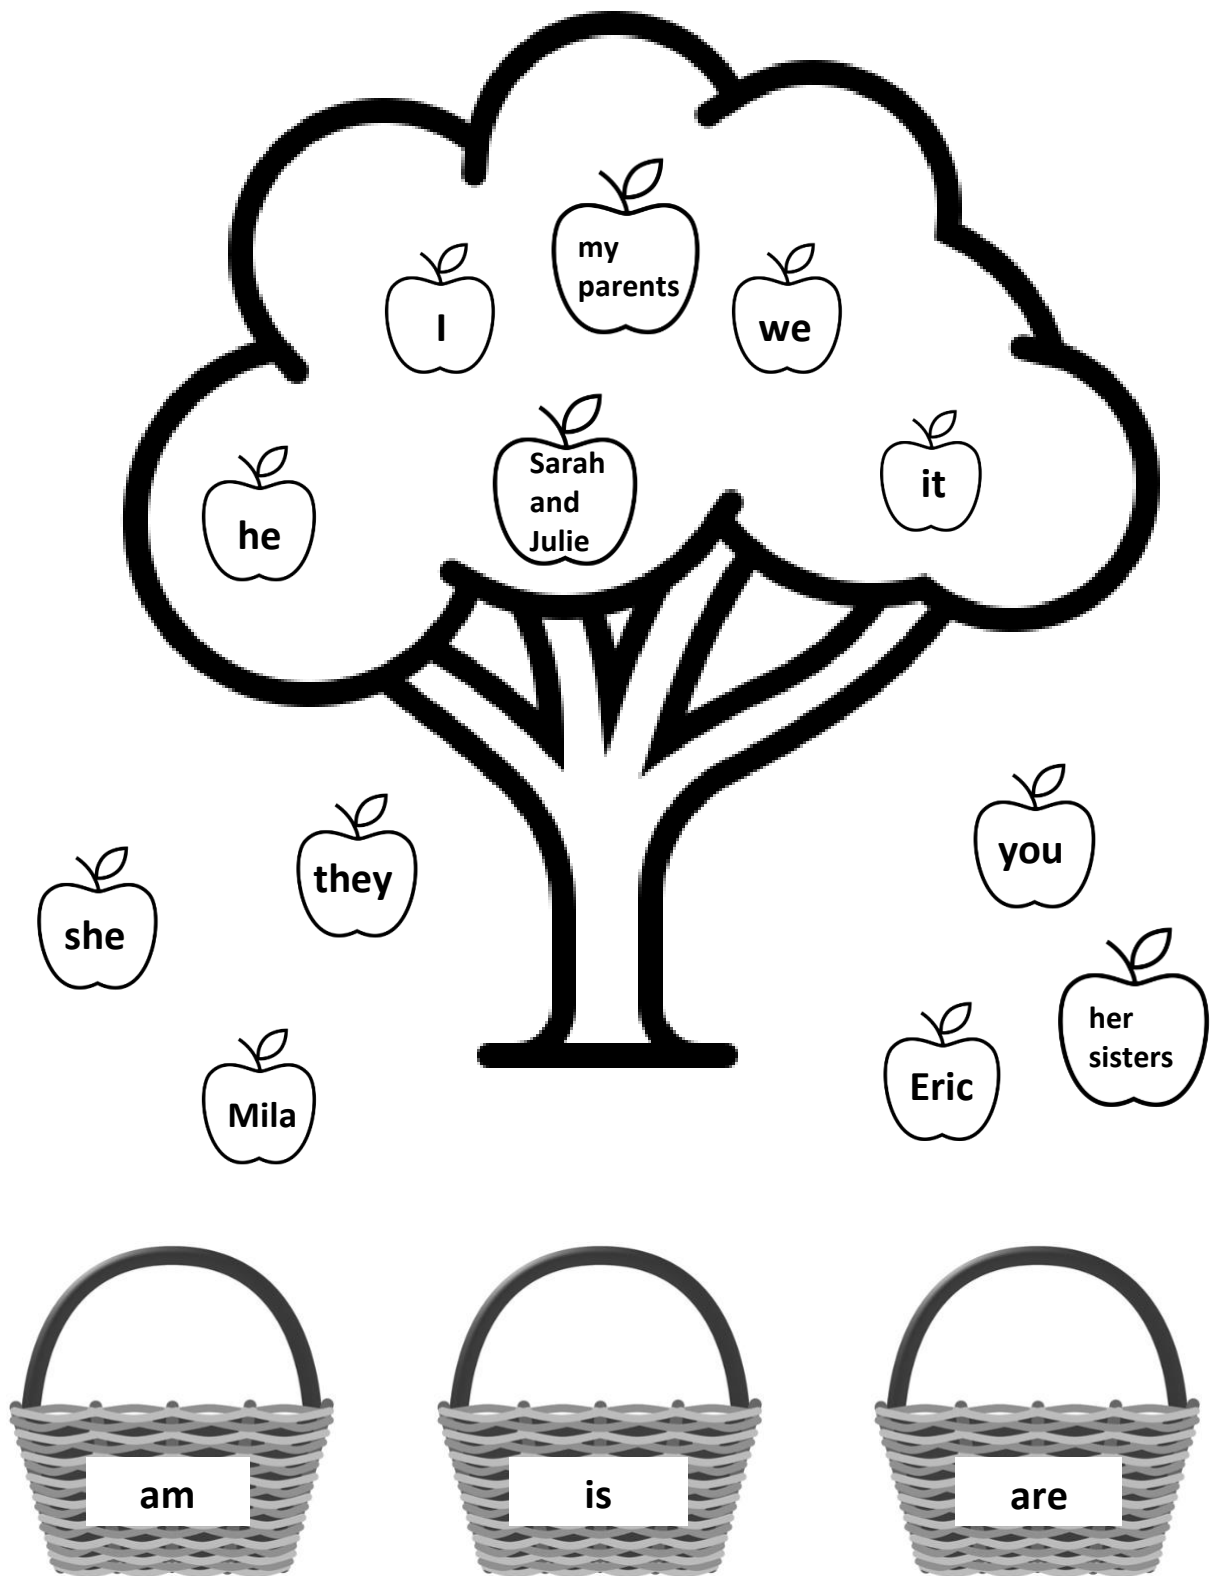 my
parents
I
we
Sarah
and
Julie
it
he
you
they
she
her
sisters
Eric
Mila
am
is
are